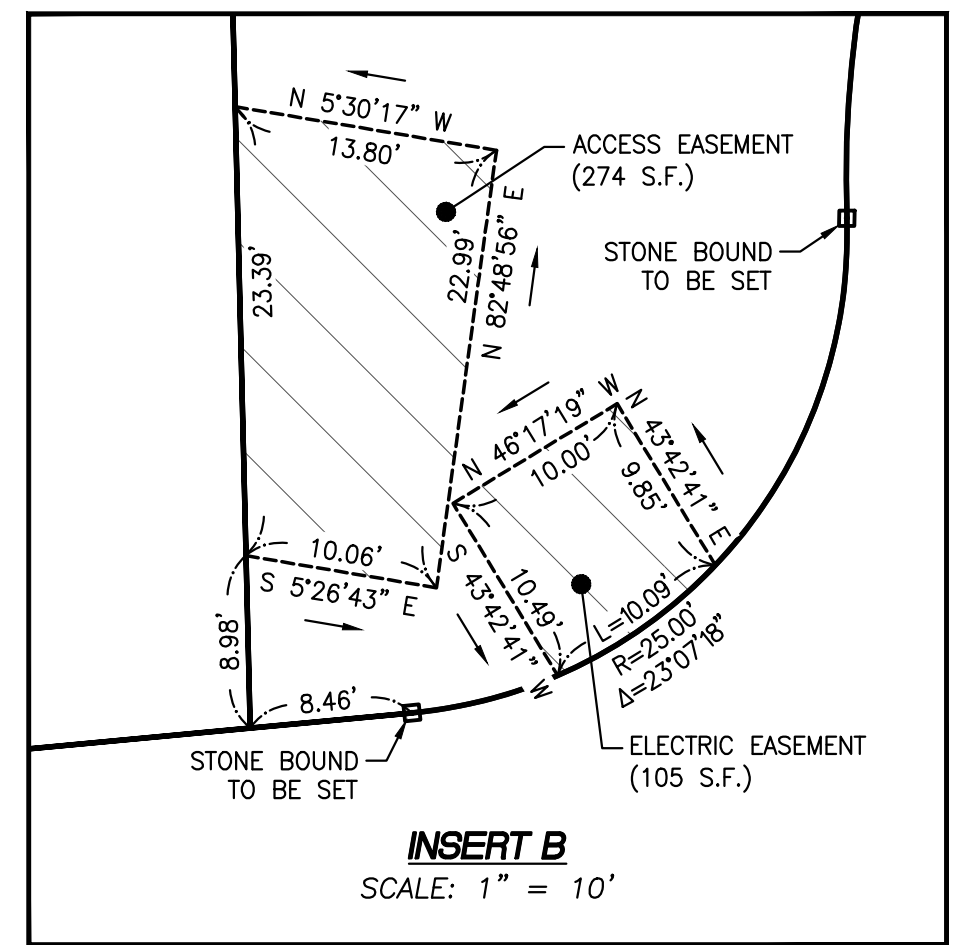 N 5°30'17" W
13.80'
ACCESS EASEMENT
(274 S.F.)
23.39'
22.99'
N 82°48'56" E
STONE BOUND
TO BE SET
N 46°17'19" W
10.00'
N 43°42'41" E
9.85'
10.06'
S 5°26'43" E
S 43°42'41" W
10.49'
L=10.09'
R=25.00'
Δ=23°07'18"
8.98'
8.46'
STONE BOUND
TO BE SET
ELECTRIC EASEMENT
(105 S.F.)
INSERT B
SCALE: 1" = 10'